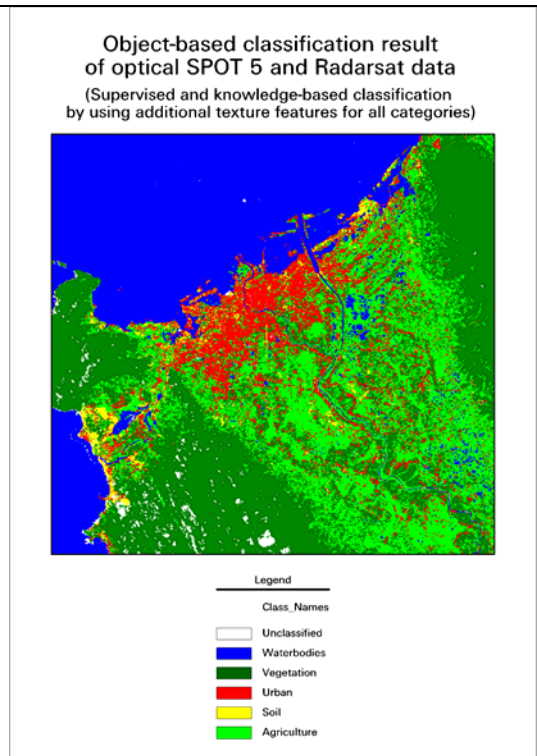 Object-based classification result
of optical SPOT 5 and Radarsat data
(Supervised and knowledge-based classification
by using additional texture features for all categories)
Legend
Class_Names
Unclassified
Waterbodies
Vegetation
Urban
Soil
Agriculture